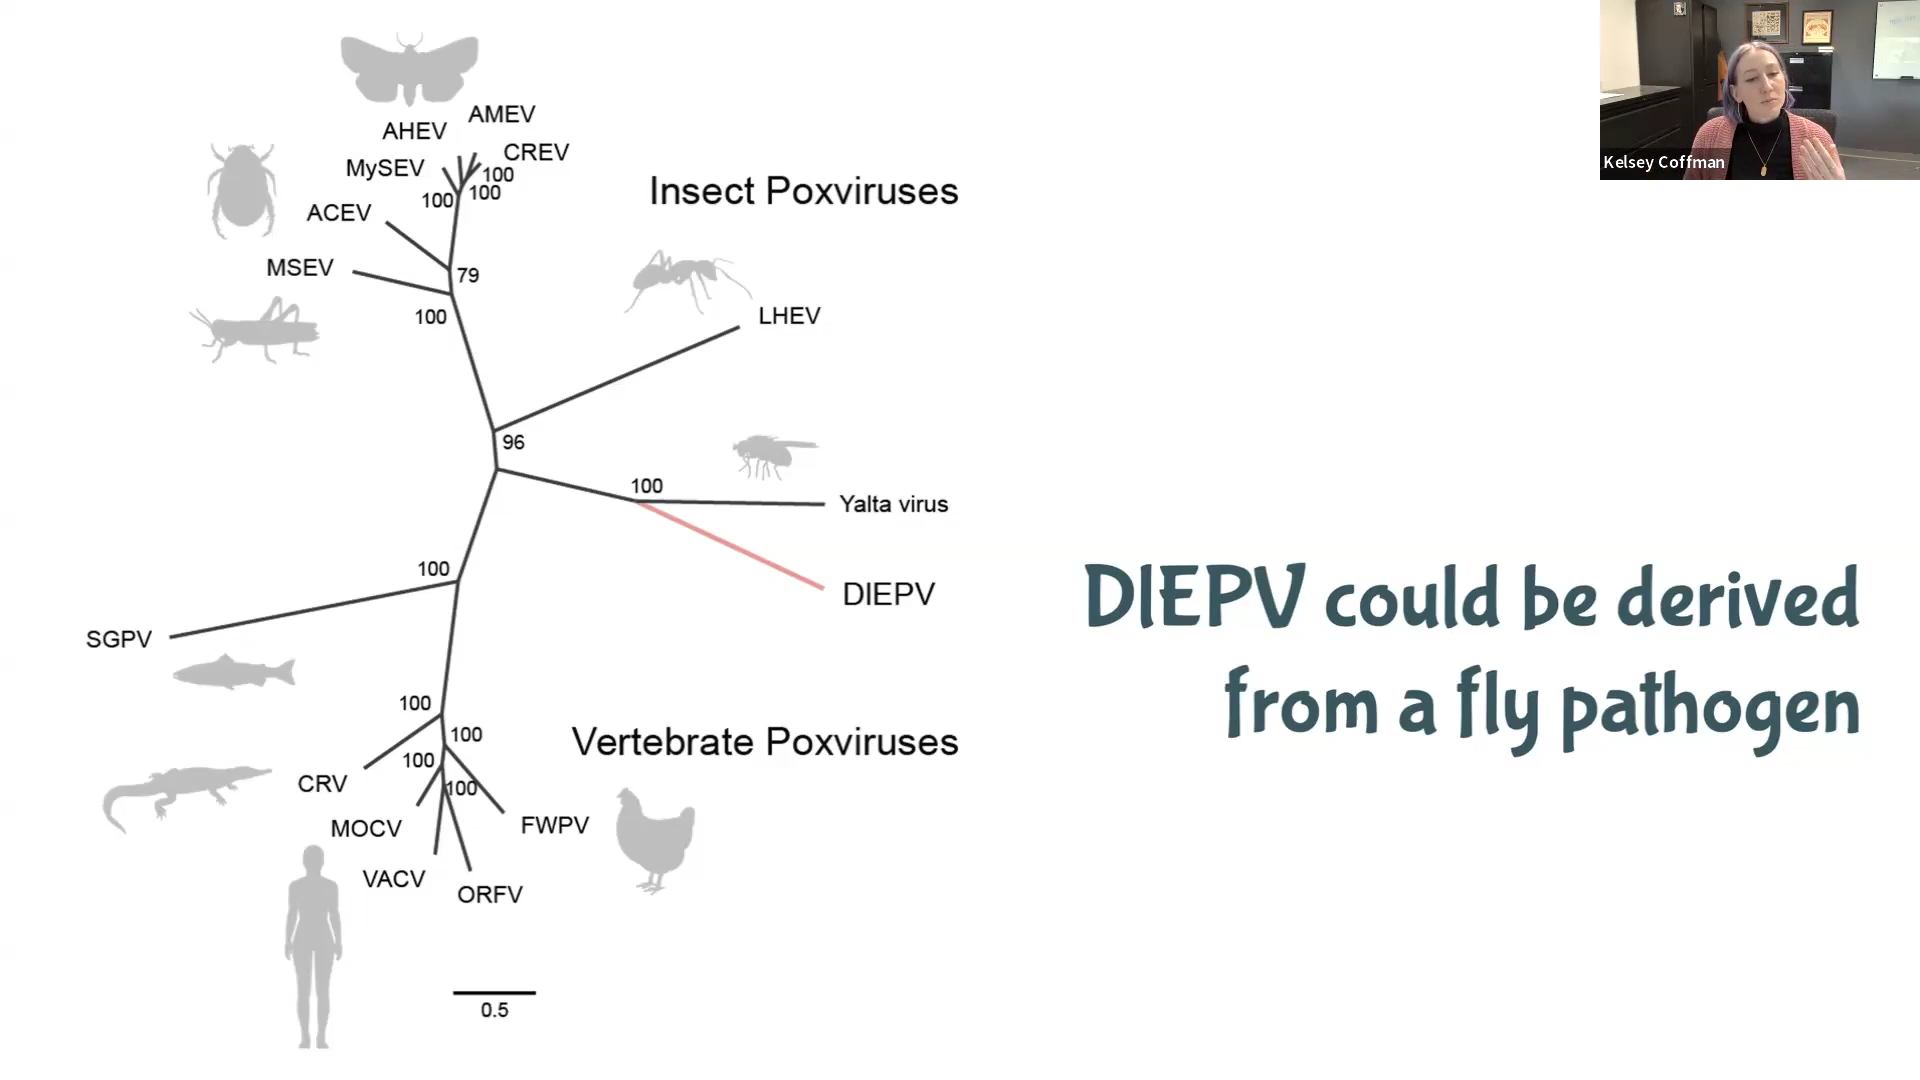 AMEV
AHEV
CREV
MySEV
100
100
100
ACEV
Insect Poxviruses
MSEV
79
100
LHEV
96
100
Yalta virus
DIEPV
100
SGPV
100
100
100
100
CRV
MOCV
FWPV
VACV
ORFV
Vertebrate Poxviruses
0.5
DIEPV could be derived
from a fly pathogen
Kelsey Coffman